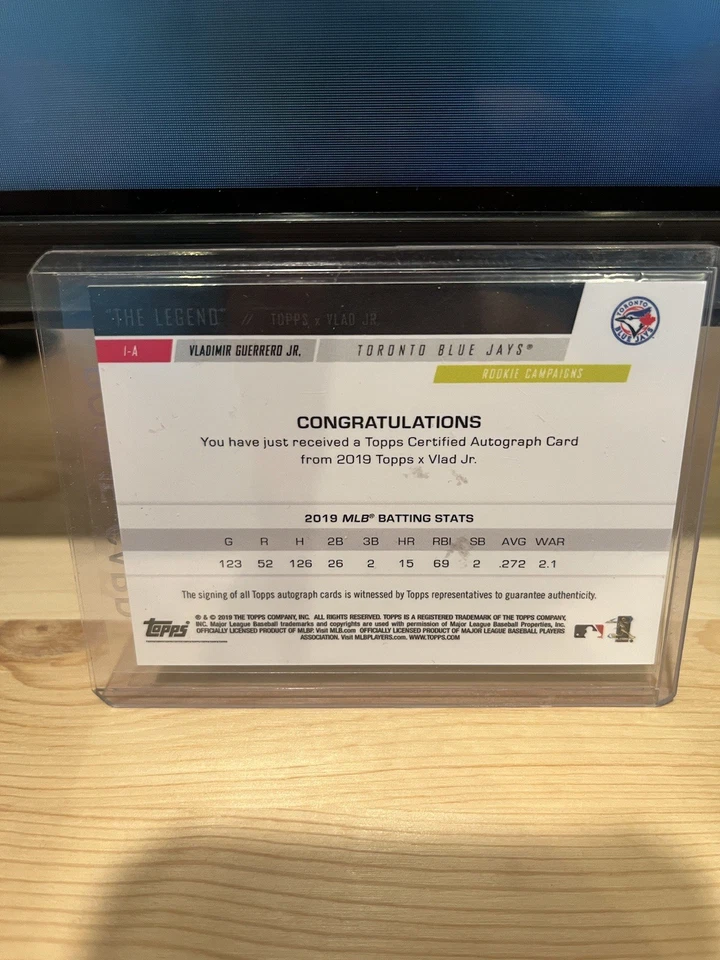 "THE LEGEND" // TOPPS x VLAD JR.
1-A VLADIMIR GUERRERO JR. TORONTO BLUE JAYS®
TORONTO
BLUE JAYS
ROOKIE CAMPAIGNS
CONGRATULATIONS
You have just received a Topps Certified Autograph Card
from 2019 Topps x Vlad Jr.
2019 MLB® BATTING STATS
G R H 2B 3B HR RBI SB AVG WAR
123 52 126 26 2 15 69 2 .272 2.1
The signing of all Topps autograph cards is witnessed by Topps representatives to guarantee authenticity.
Topps
® & © 2019 THE TOPPS COMPANY, INC. ALL RIGHTS RESERVED. TOPPS IS A REGISTERED TRADEMARK OF THE TOPPS COMPANY,
INC. Major League Baseball trademarks and copyrights are used with permission of Major League Baseball Properties, Inc.
OFFICIALLY LICENSED PRODUCT OF MLBP. Visit MLB.com OFFICIALLY LICENSED PRODUCT OF MAJOR LEAGUE BASEBALL PLAYERS
ASSOCIATION. Visit MLBPLAYERS.com. WWW.TOPPS.COM